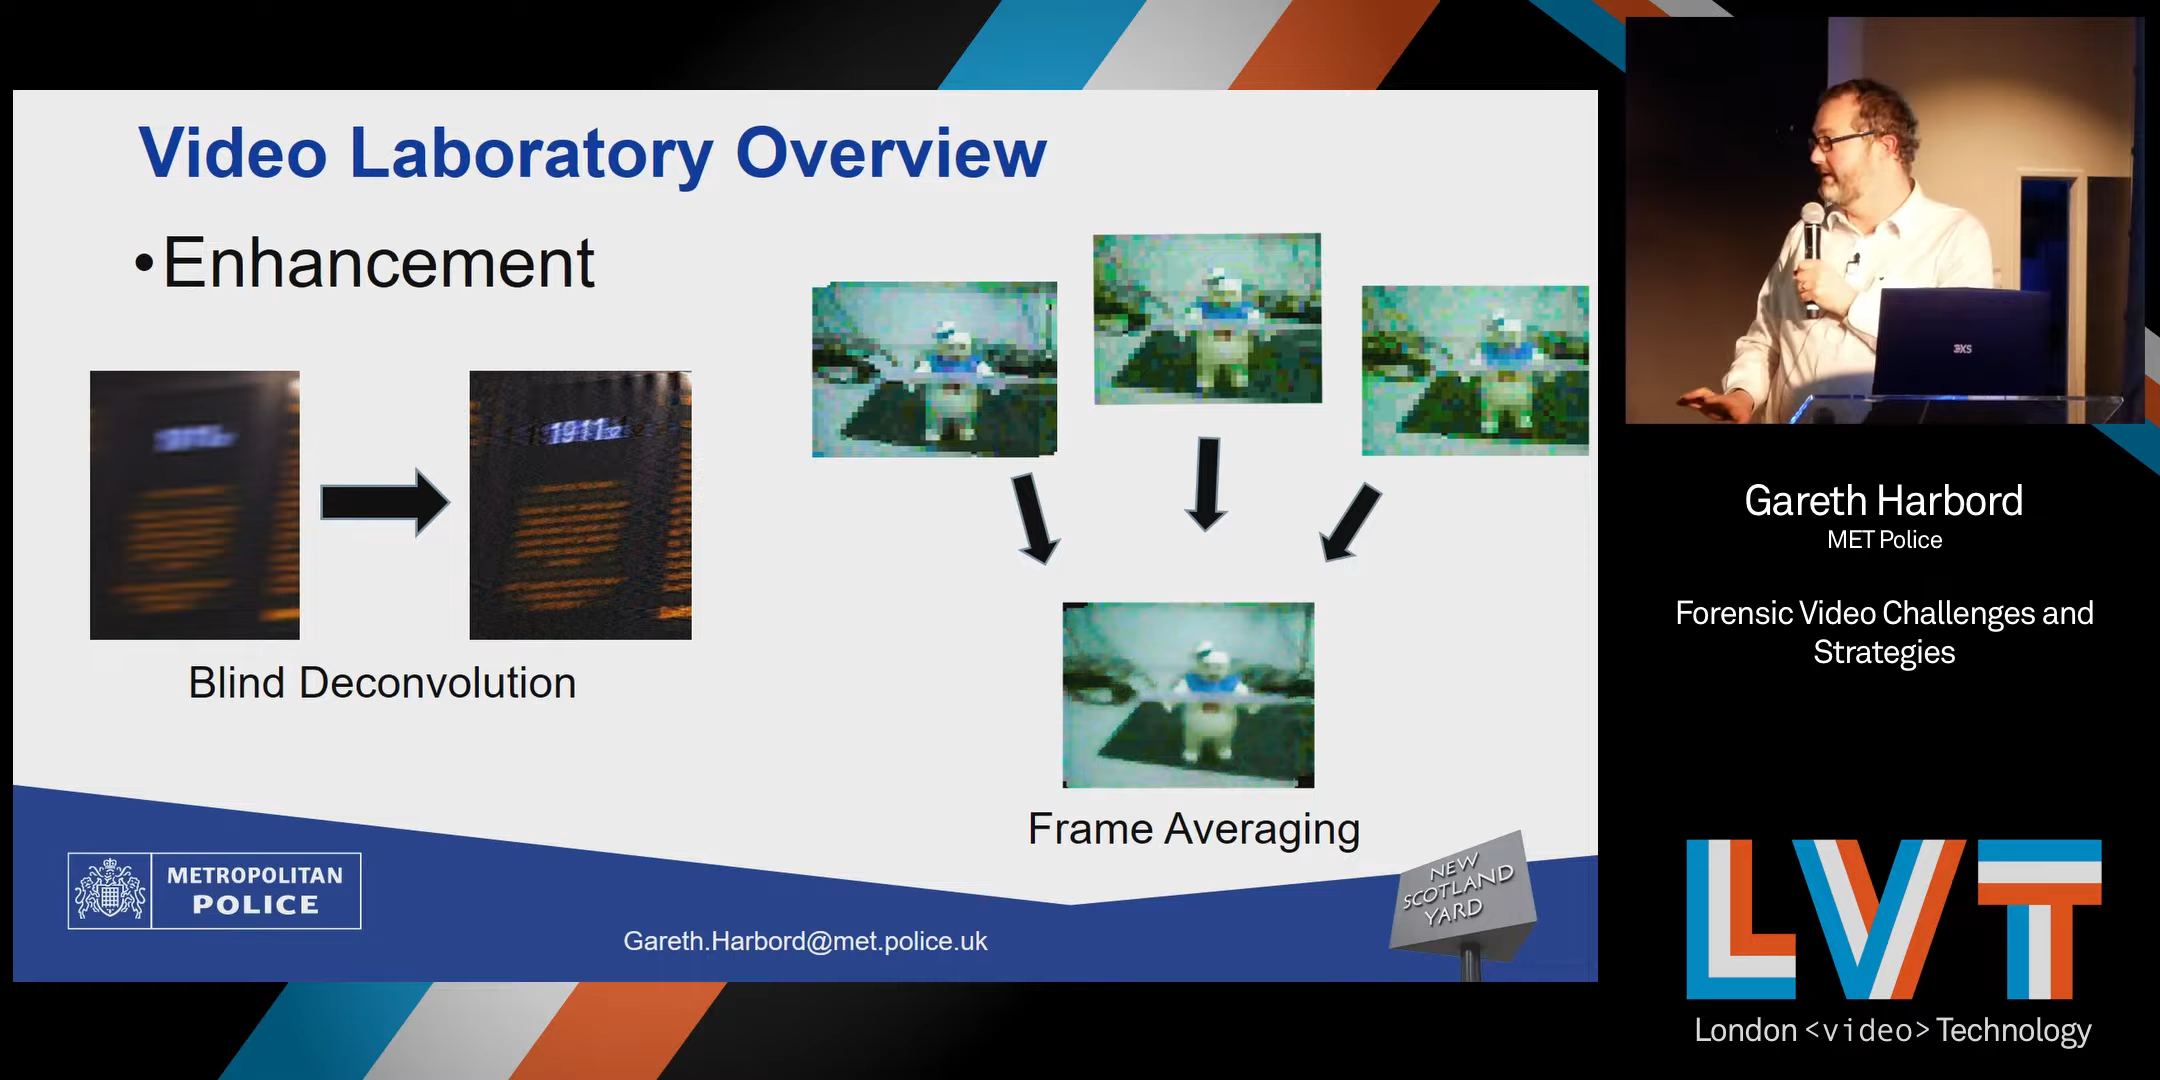 Video Laboratory Overview
•Enhancement
1911
Blind Deconvolution
Frame Averaging
METROPOLITAN
POLICE
Gareth.Harbord@met.police.uk
NEW
SCOTLAND
YARD
Gareth Harbord
MET Police
Forensic Video Challenges and
Strategies
LVT
London <video> Technology